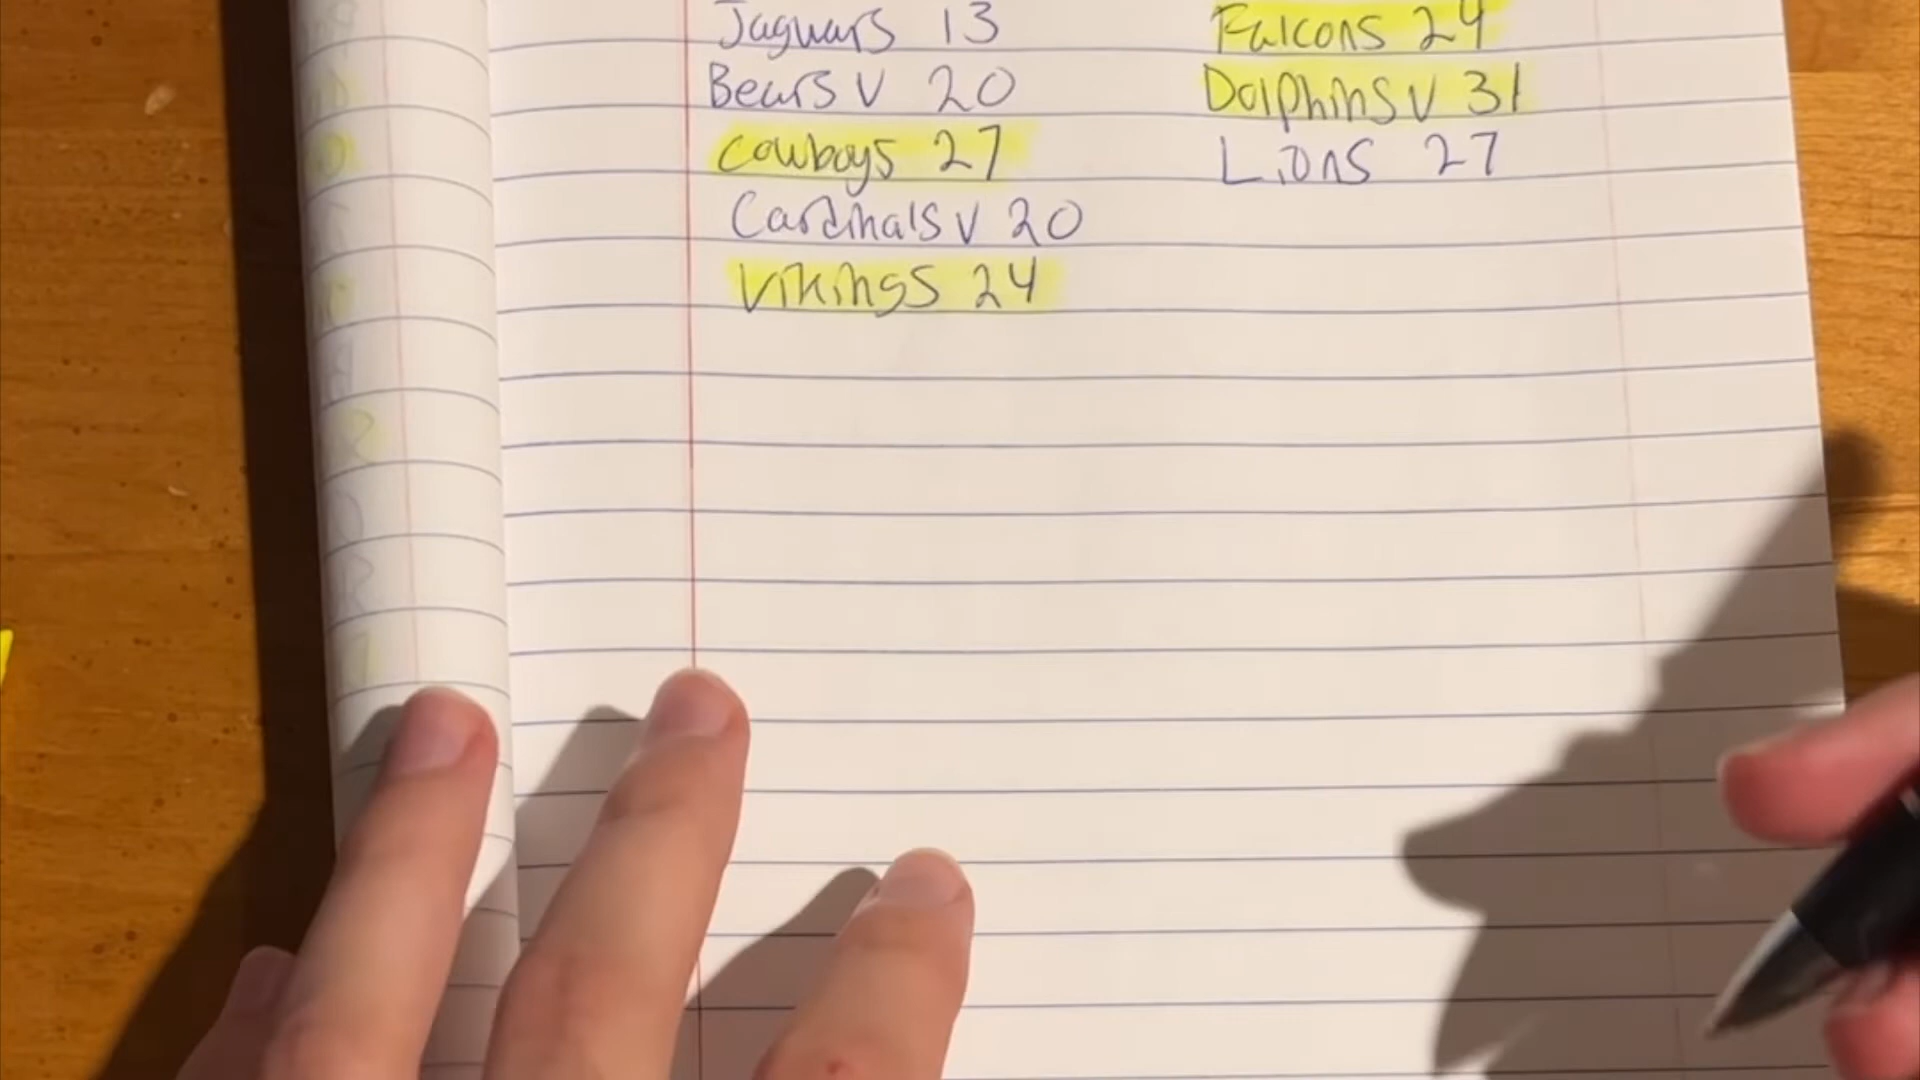 Jaguars 13
Bears v 20
Cowboys 27
Cardinals v 20
Vikings 24
Falcons 24
Dolphins v 31
Lions 27